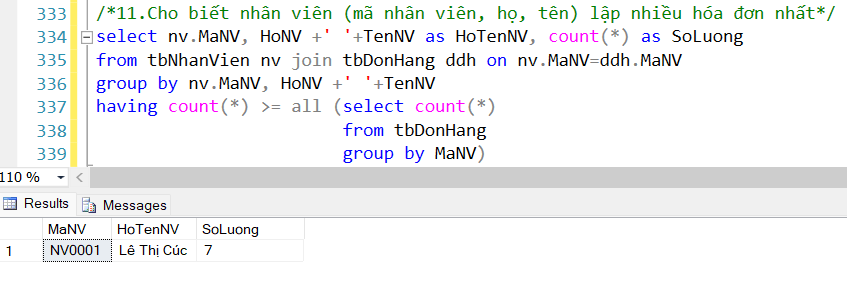 333 /*11.Cho biết nhân viên (mã nhân viên, họ, tên) lập nhiều hóa đơn nhất*/
334 select nv.MaNV, HoNV +' '+TenNV as HoTenNV, count(*) as SoLuong
335 from tbNhanVien nv join tbDonHang ddh on nv.MaNV=ddh.MaNV
336 group by nv.MaNV, HoNV +' '+TenNV
337 having count(*) >= all (select count(*)
338 from tbDonHang
339 group by MaNV)
110 %
Results Messages
MaNV HoTenNV SoLuong
1 NV0001 Lê Thị Cúc 7